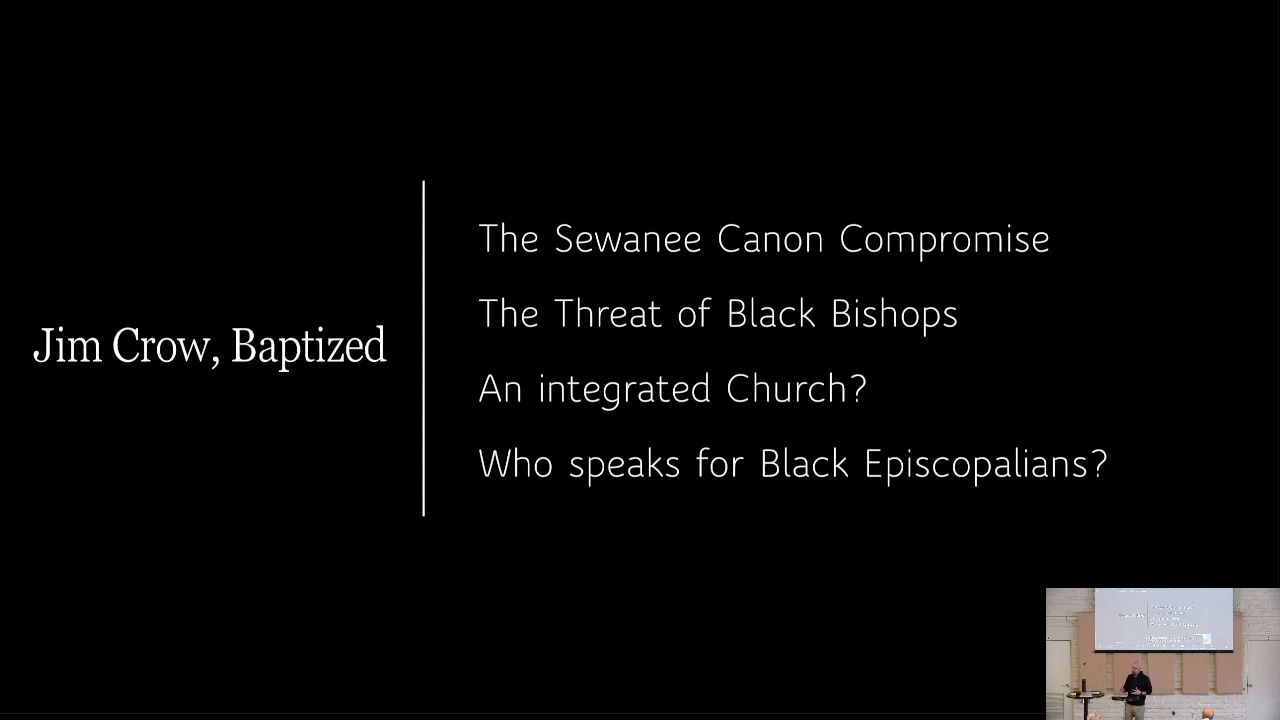 Jim Crow, Baptized
The Sewanee Canon Compromise
The Threat of Black Bishops
An integrated Church?
Who speaks for Black Episcopalians?